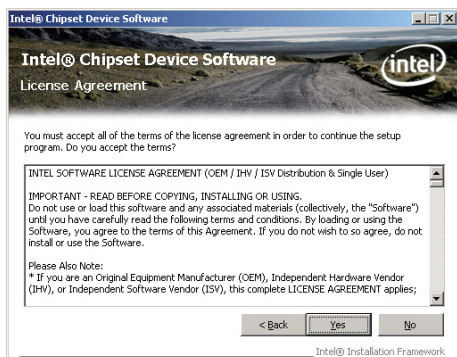 Intel® Chipset Device Software
Intel® Chipset Device Software
intel
License Agreement
You must accept all of the terms of the license agreement in order to continue the setup
program. Do you accept the terms?
INTEL SOFTWARE LICENSE AGREEMENT (OEM / IHV / ISV Distribution & Single User)
IMPORTANT - READ BEFORE COPYING, INSTALLING OR USING.
Do not use or load this software and any associated materials (collectively, the "Software")
until you have carefully read the following terms and conditions. By loading or using the
Software, you agree to the terms of this Agreement. If you do not wish to so agree, do not
install or use the Software.
Please Also Note:
* If you are an Original Equipment Manufacturer (OEM), Independent Hardware Vendor
(IHV), or Independent Software Vendor (ISV), this complete LICENSE AGREEMENT applies;
< Back Yes No
Intel® Installation Framework